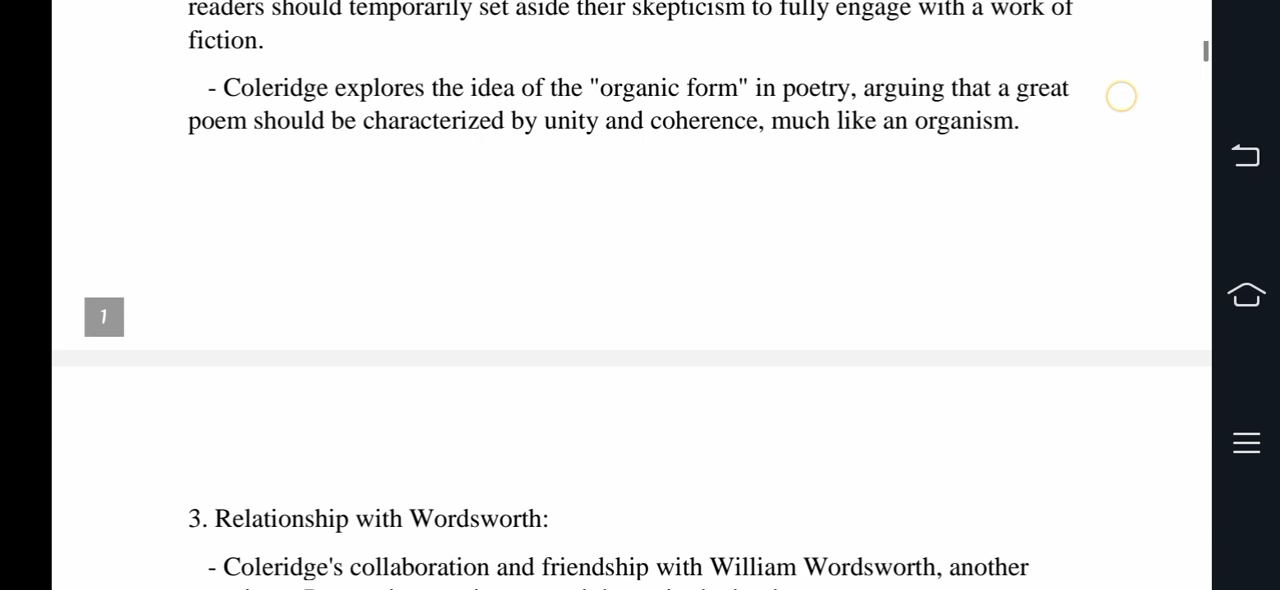 readers should temporarily set aside their skepticism to fully engage with a work of
fiction.
- Coleridge explores the idea of the "organic form" in poetry, arguing that a great
poem should be characterized by unity and coherence, much like an organism.
1
3. Relationship with Wordsworth:
- Coleridge's collaboration and friendship with William Wordsworth, another